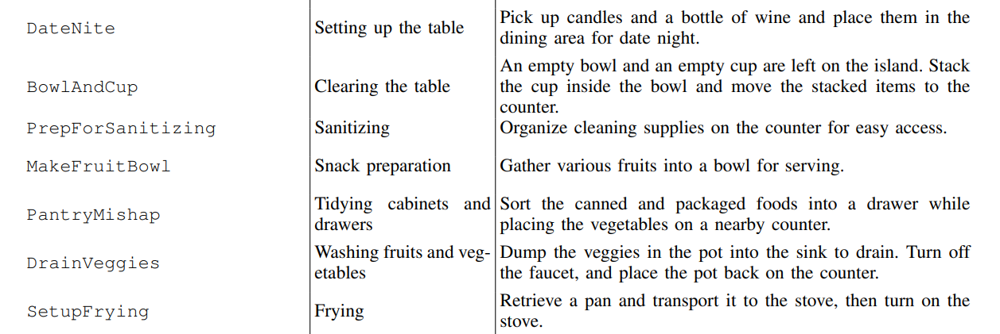 DateNite
Setting up the table
Pick up candles and a bottle of wine and place them in the
dining area for date night.
BowlAndCup
Clearing the table
An empty bowl and an empty cup are left on the island. Stack
the cup inside the bowl and move the stacked items to the
counter.
PrepForSanitizing
Sanitizing
Organize cleaning supplies on the counter for easy access.
MakeFruitBowl
Snack preparation
Gather various fruits into a bowl for serving.
PantryMishap
Tidying cabinets and
drawers
Sort the canned and packaged foods into a drawer while
placing the vegetables on a nearby counter.
DrainVeggies
Washing fruits and veg-
etables
Dump the veggies in the pot into the sink to drain. Turn off
the faucet, and place the pot back on the counter.
SetupFrying
Frying
Retrieve a pan and transport it to the stove, then turn on the
stove.